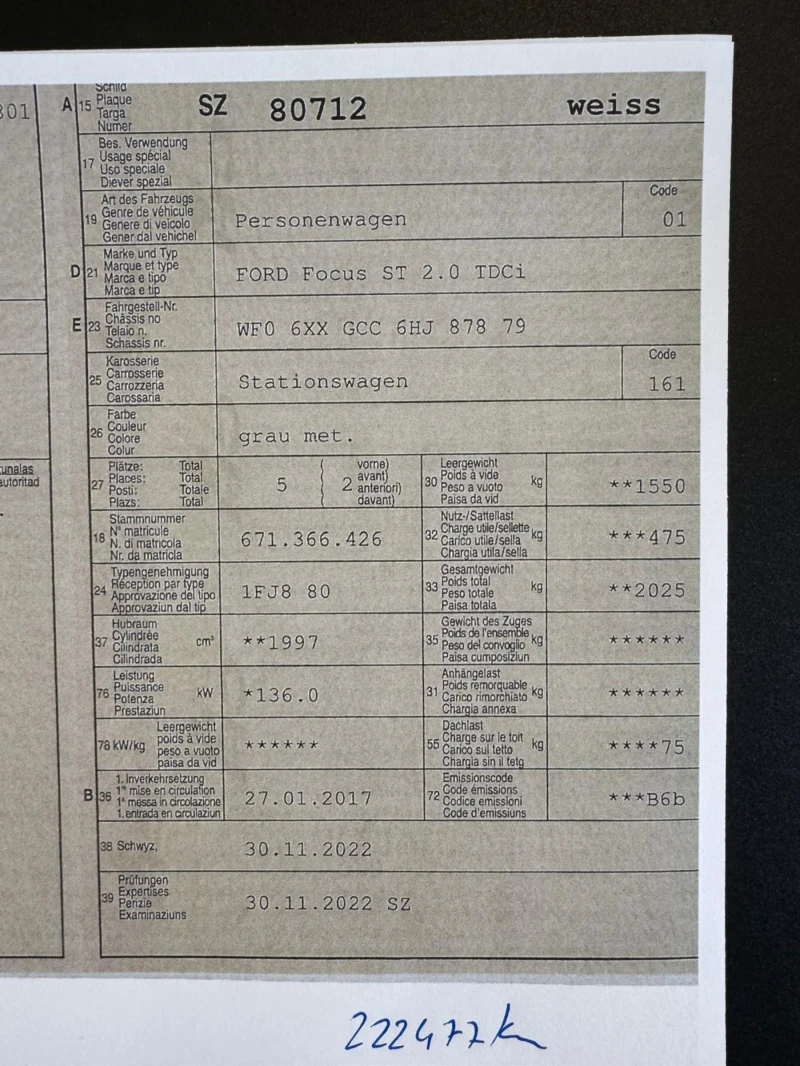 301
A 15 Schild
Plaque
Targa
Numer
SZ 80712 weiss
17 Bes. Verwendung
Usage spécial
Uso speciale
Diever spezial
19 Art des Fahrzeugs
Genre de véhicule
Genere di veicolo
Gener dal vehichel
Personenwagen
Code
01
D 21 Marke und Typ
Marque et type
Marca e tipo
Marca e tip
FORD Focus ST 2.0 TDCi
E 23 Fahrgestell-Nr.
Châssis no
Telaio n.
Schassis nr.
WF0 6XX GCC 6HJ 878 79
25 Karosserie
Carrosserie
Carrozzeria
Carossaria
Stationswagen
Code
161
26 Farbe
Couleur
Colore
Colur
grau met.
unalas
autoritad
27 Plätze: Total
Places: Total
Posti: Totale
Plazs: Total
5 ( 2 vorne)
( avant)
( anteriori)
( davant)
30 Leergewicht
Poids à vide
Peso a vuoto
Paisa da vid
kg **1550
18 Stammnummer
N° matricule
N. di matricola
Nr. da matricla
671.366.426
32 Nutz-/Sattellast
Charge utile/sellette
Carico utile/sella
Chargia utila/sella
kg ***475
24 Typengenehmigung
Réception par type
Approvazione del tipo
Approvaziun dal tip
1FJ8 80
33 Gesamtgewicht
Poids total
Peso totale
Paisa totala
kg **2025
37 Hubraum
Cylindrée
Cilindrata
Cilindrada
cm³ **1997
35 Gewicht des Zuges
Poids de l'ensemble
Peso del convoglio
Paisa cumposiziun
kg ******
76 Leistung
Puissance
Potenza
Prestaziun
kW *136.0
31 Anhängelast
Poids remorquable
Carico rimorchiato
Chargia annexa
kg ******
78 kW/kg Leergewicht
poids à vide
peso a vuoto
paisa da vid
******
55 Dachlast
Charge sur le toit
Carico sul tetto
Chargia sin il tetg
kg ****75
B 36 1. Inverkehrsetzung
1re mise en circulation
1a messa in circolazione
1. entrada en circulaziun
27.01.2017
72 Emissionscode
Code émissions
Codice emissioni
Code d'emissiuns
***B6b
38 Schwyz, 30.11.2022
39 Prüfungen
Expertises
Perizie
Examinaziuns
30.11.2022 SZ
222477km